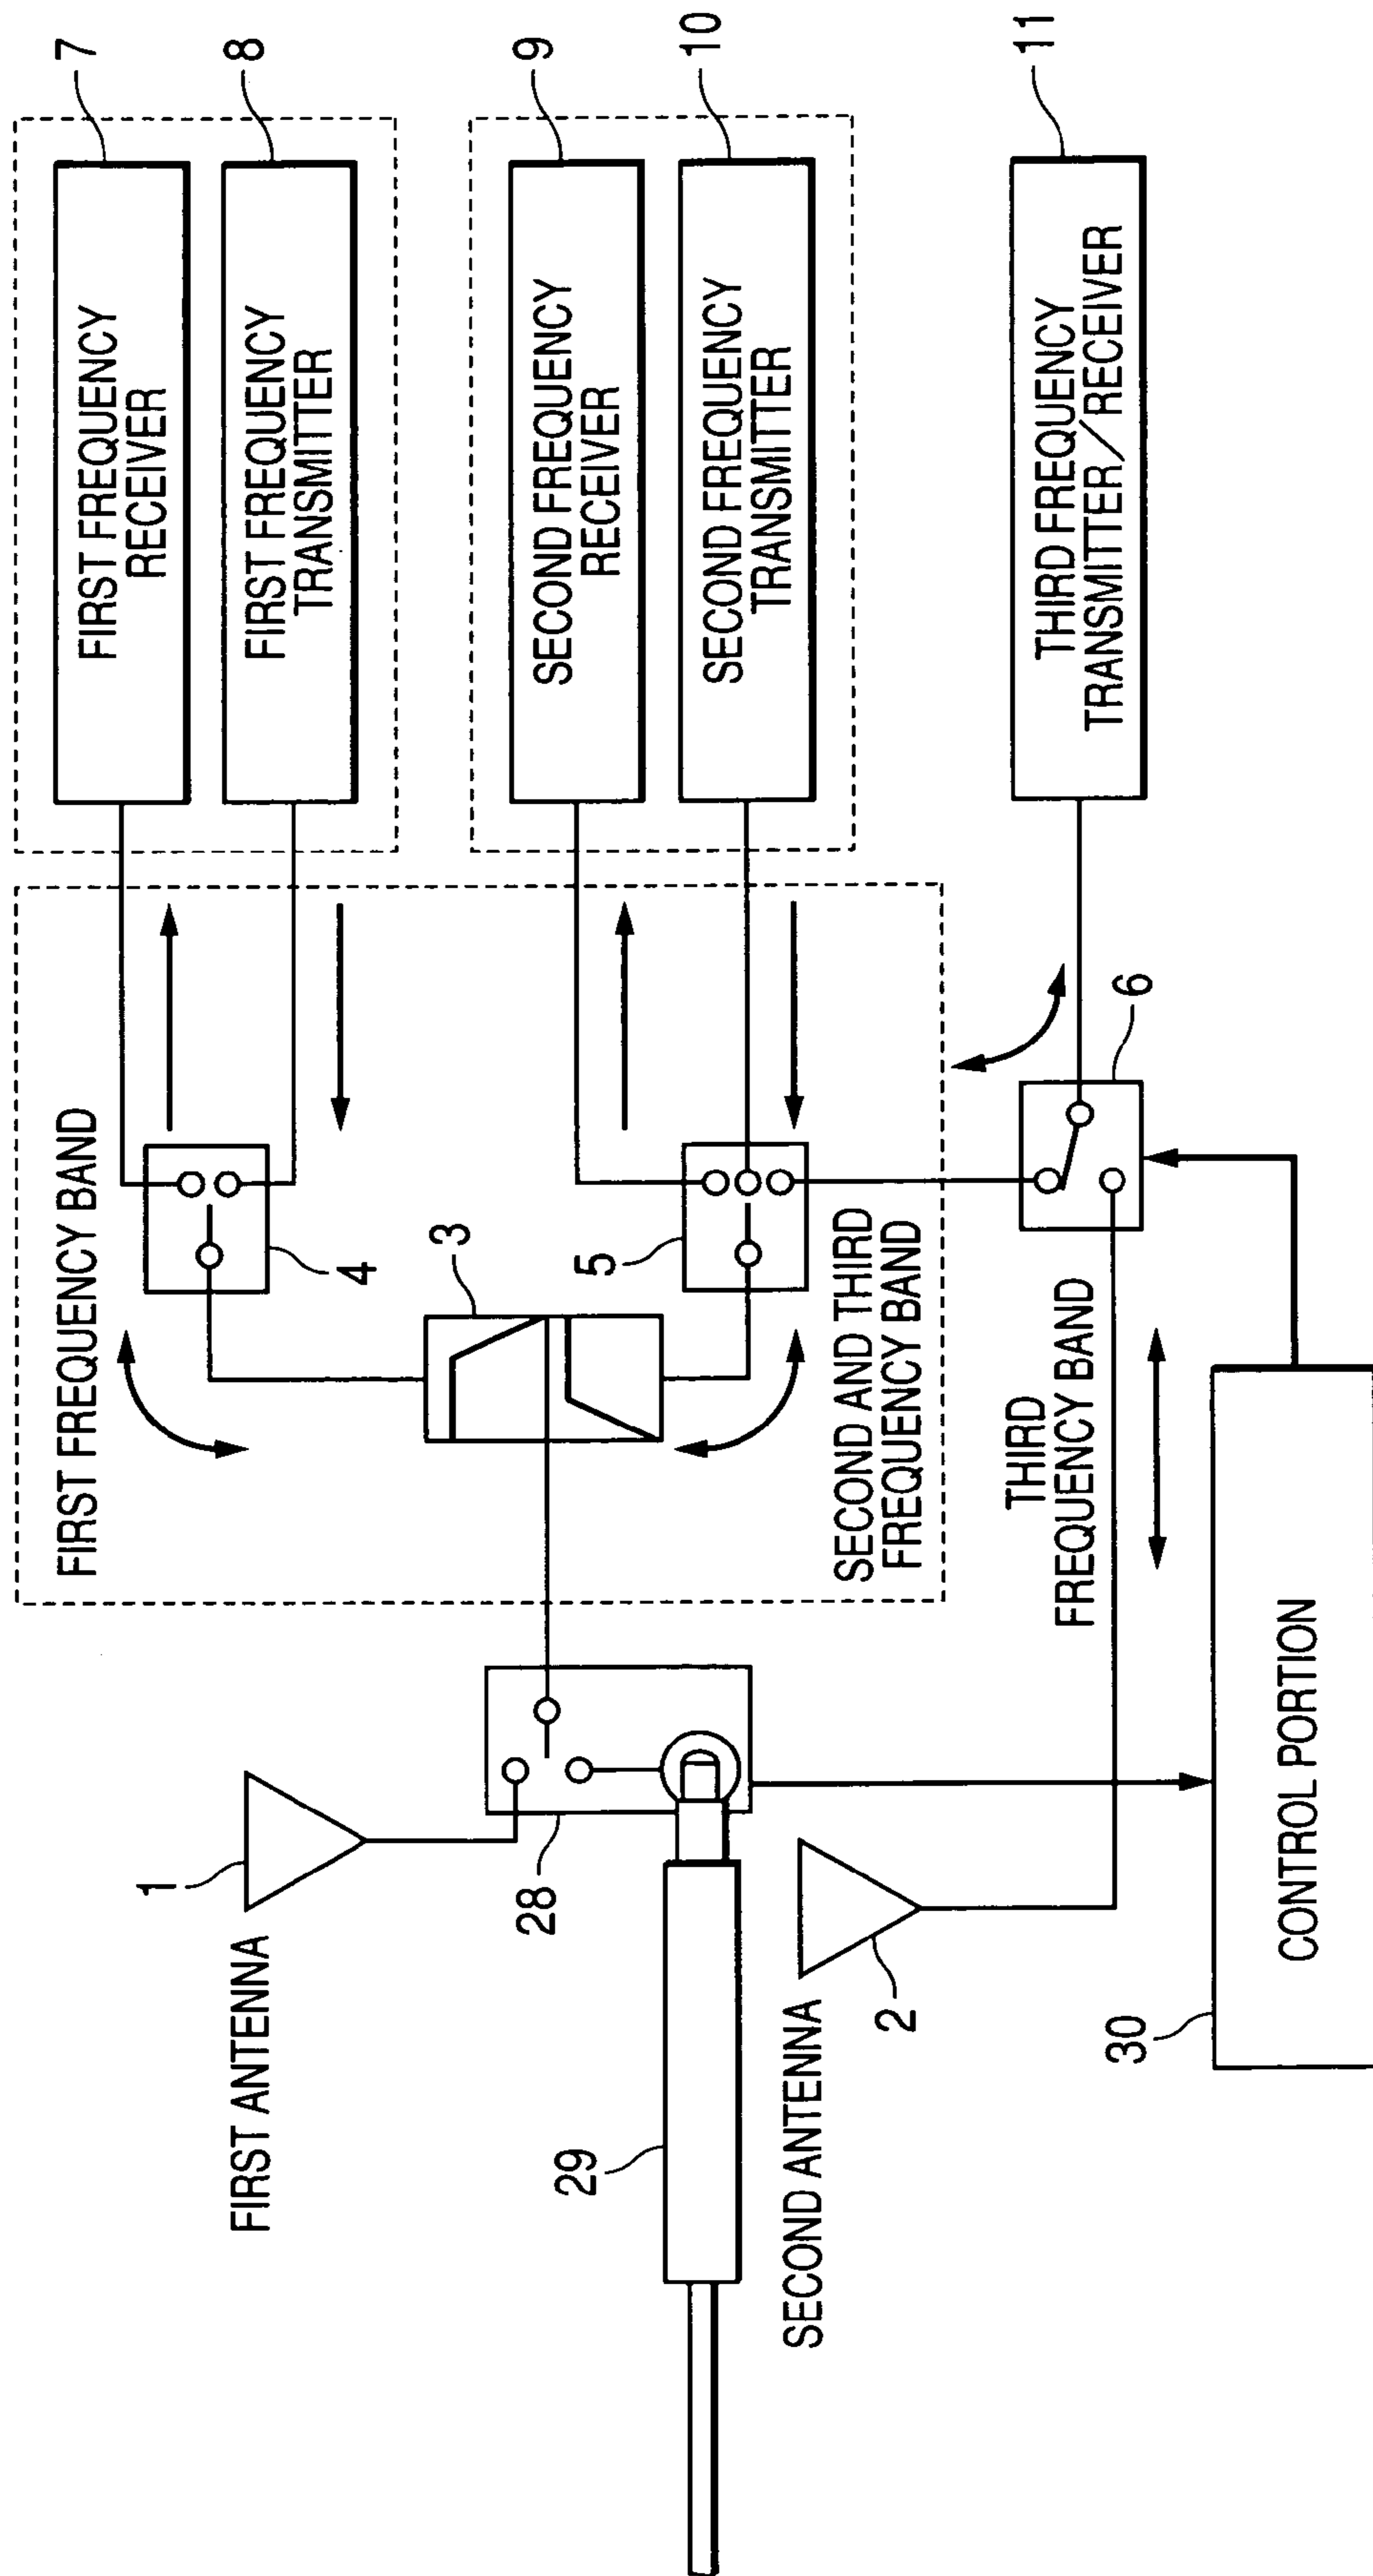 7
FIRST FREQUENCY
RECEIVER
8
FIRST FREQUENCY
TRANSMITTER
9
SECOND FREQUENCY
RECEIVER
10
SECOND FREQUENCY
TRANSMITTER
11
THIRD FREQUENCY
TRANSMITTER/RECEIVER
FIRST FREQUENCY BAND
4
3
5
SECOND AND THIRD
FREQUENCY BAND
6
THIRD
FREQUENCY BAND
1
FIRST ANTENNA
28
29
SECOND ANTENNA
2
30
CONTROL PORTION